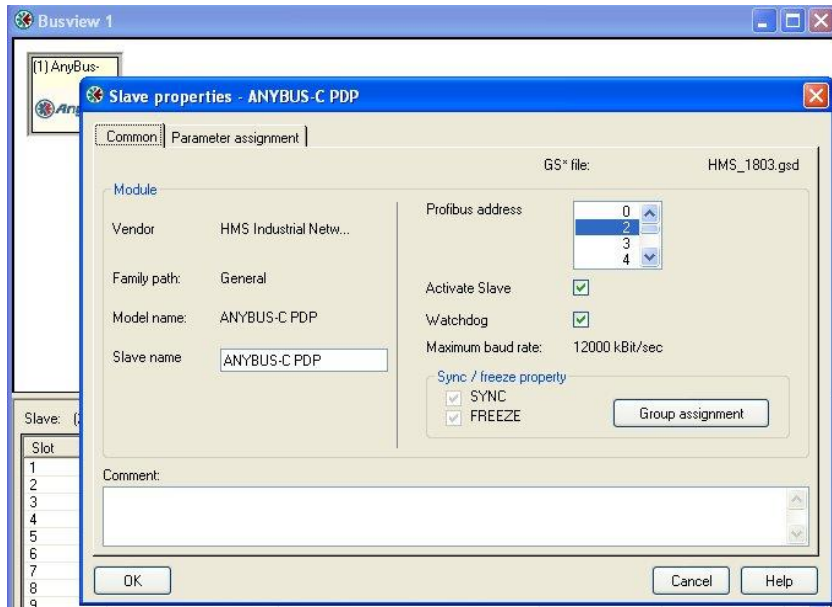 Busview 1
(1) AnyBus-
Slave properties - ANYBUS-C PDP
Common
Parameter assignment
GS* file: HMS_1803.gsd
Module
Vendor HMS Industrial Netw...
Family path: General
Model name: ANYBUS-C PDP
Slave name ANYBUS-C PDP
Profibus address
0
2
3
4
Activate Slave
Watchdog
Maximum baud rate: 12000 kBit/sec
Sync / freeze property
SYNC
FREEZE
Group assignment
Comment:
OK
Cancel
Help
Slave:
Slot
1
2
3
4
5
6
7
8
9